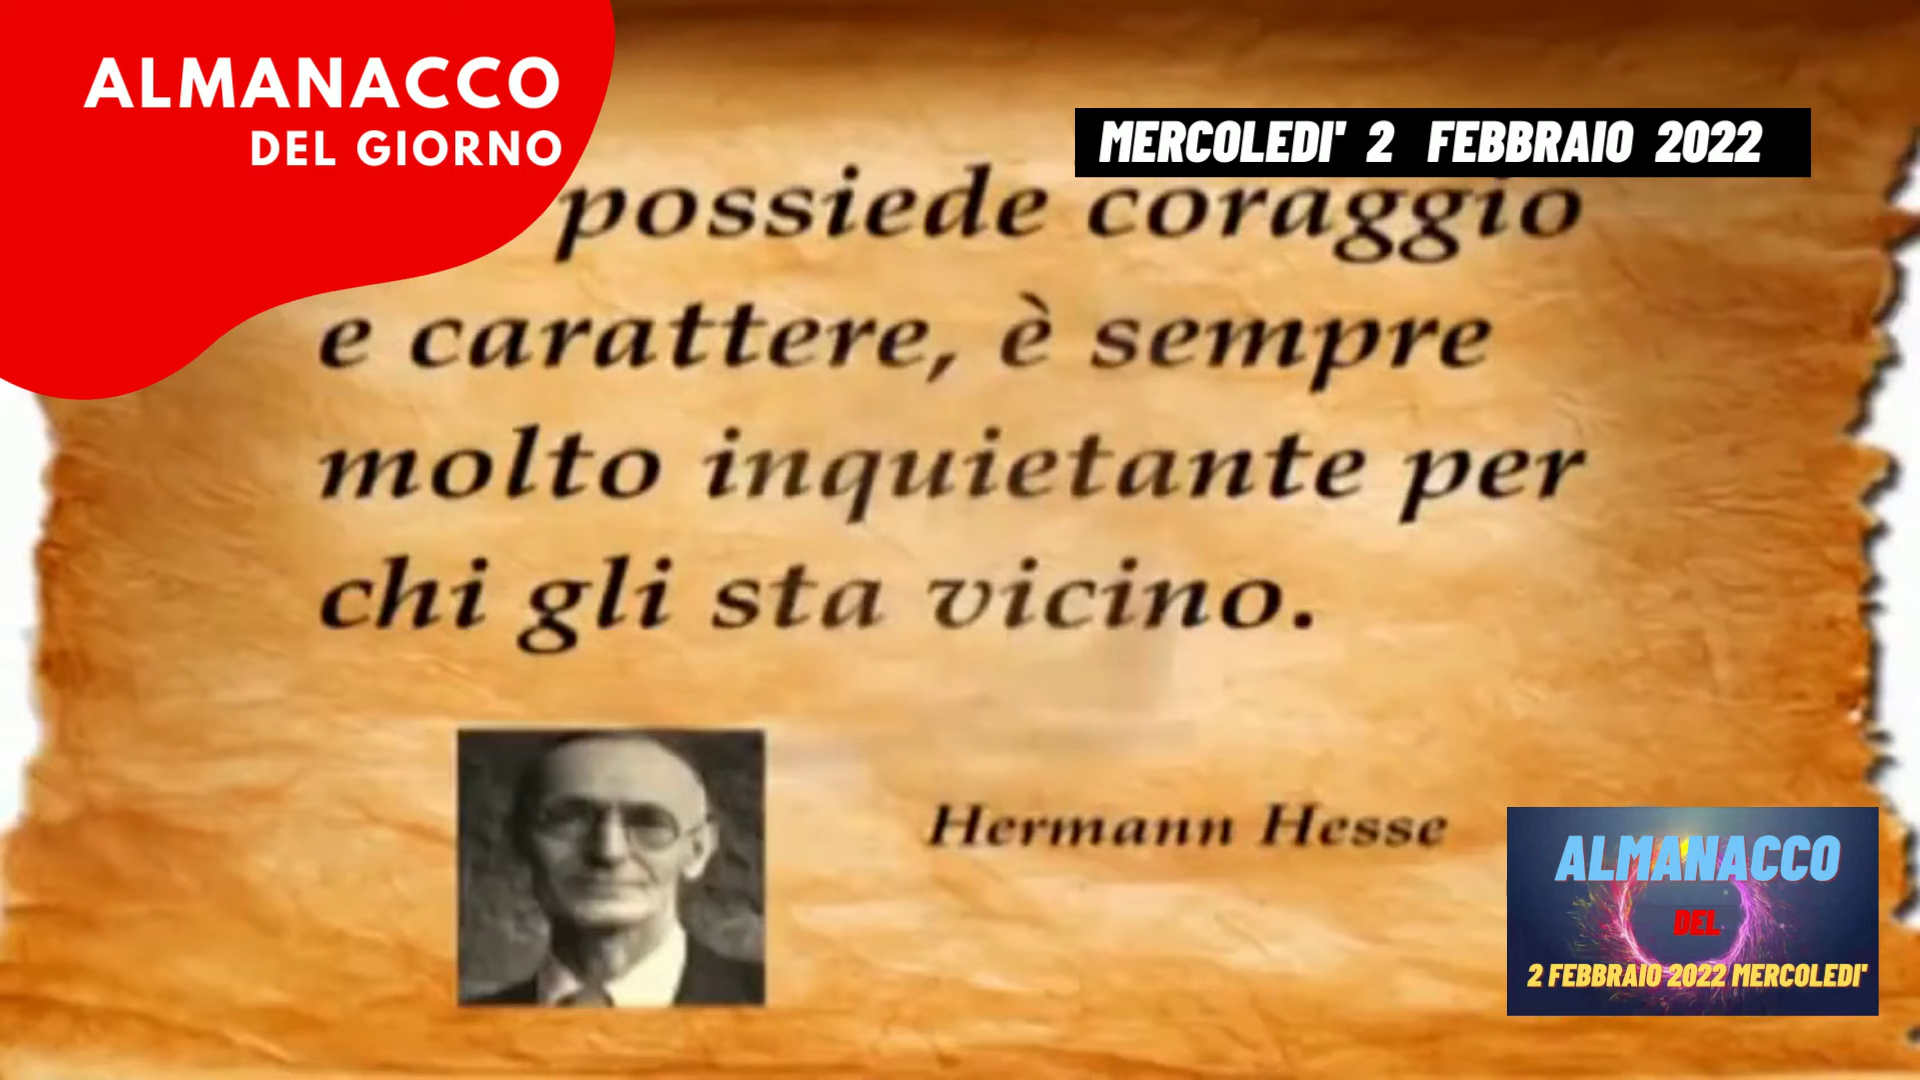 ALMANACCO
DEL GIORNO
MERCOLEDI' 2 FEBBRAIO 2022
possiede coraggio
e carattere, è sempre
molto inquietante per
chi gli sta vicino.
Hermann Hesse
ALMANACCO
DEL
2 FEBBRAIO 2022 MERCOLEDI'